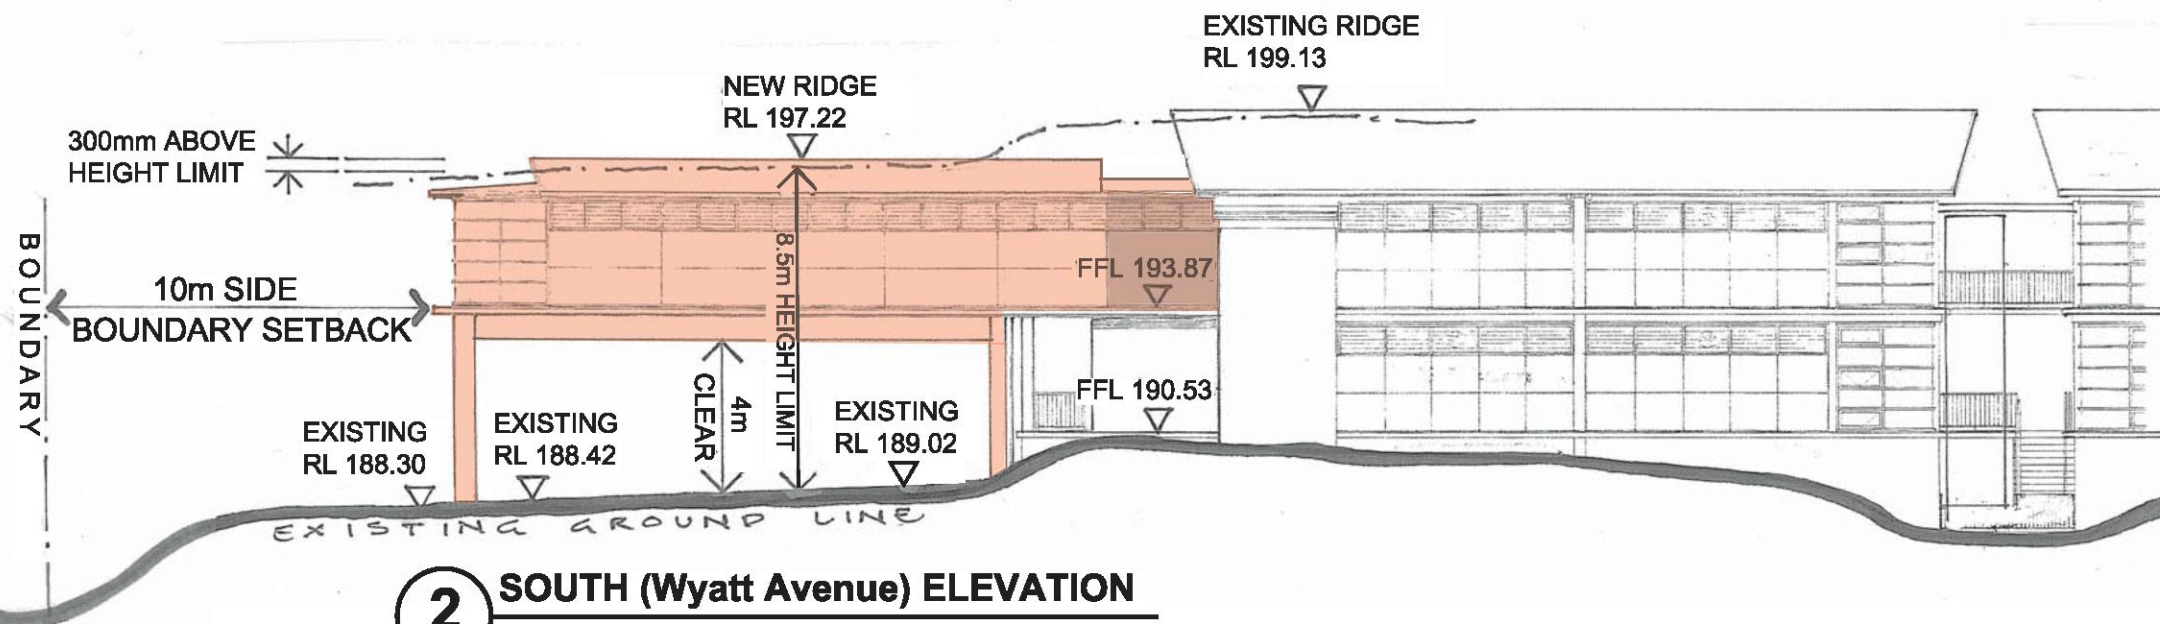 EXISTING RIDGE
RL 199.13
NEW RIDGE
RL 197.22
300mm ABOVE
HEIGHT LIMIT
BOUNDARY
10m SIDE
BOUNDARY SETBACK
8.5m HEIGHT LIMIT
FFL 193.87
4m
CLEAR
FFL 190.53
EXISTING
RL 188.30
EXISTING
RL 188.42
EXISTING
RL 189.02
EXISTING GROUND LINE
2
SOUTH (Wyatt Avenue) ELEVATION